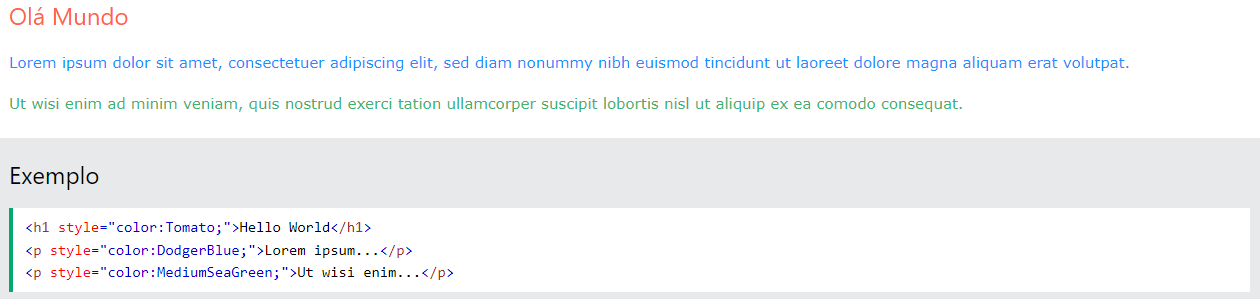 Olá Mundo
Lorem ipsum dolor sit amet, consectetuer adipiscing elit, sed diam nonummy nibh euismod tincidunt ut laoreet dolore magna aliquam erat volutpat.
Ut wisi enim ad minim veniam, quis nostrud exerci tation ullamcorper suscipit lobortis nisl ut aliquip ex ea comodo consequat.
Exemplo
<h1 style="color:Tomato;">Hello World</h1>
<p style="color:DodgerBlue;">Lorem ipsum...</p>
<p style="color:MediumSeaGreen;">Ut wisi enim...</p>